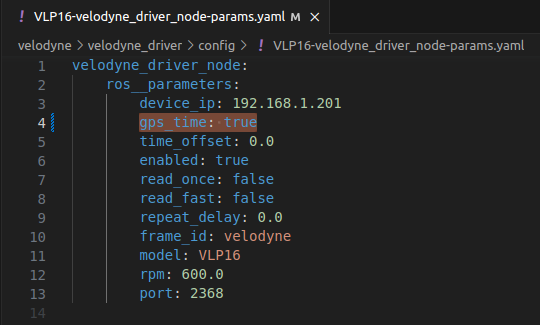 ! VLP16-velodyne_driver_node-params.yaml M ×
velodyne > velodyne_driver > config > ! VLP16-velodyne_driver_node-params.yaml
1 velodyne_driver_node:
2     ros__parameters:
3         device_ip: 192.168.1.201
4         gps_time: true
5         time_offset: 0.0
6         enabled: true
7         read_once: false
8         read_fast: false
9         repeat_delay: 0.0
10         frame_id: velodyne
11         model: VLP16
12         rpm: 600.0
13         port: 2368
14